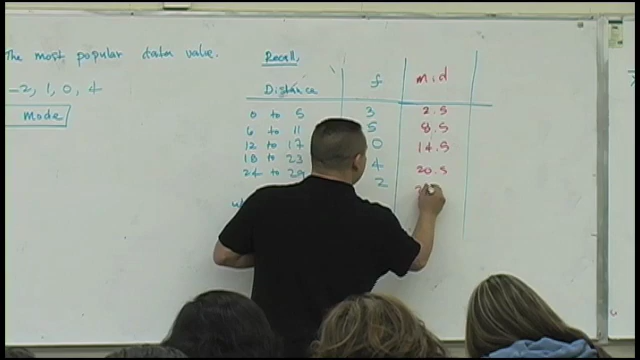 The most popular data value.
-2, 1, 0, 4
mode
Recall,
Distance f mid
0 to 5 3 2.5
6 to 11 5 8.5
12 to 17 0 14.5
18 to 23 4 20.5
24 to 29 2